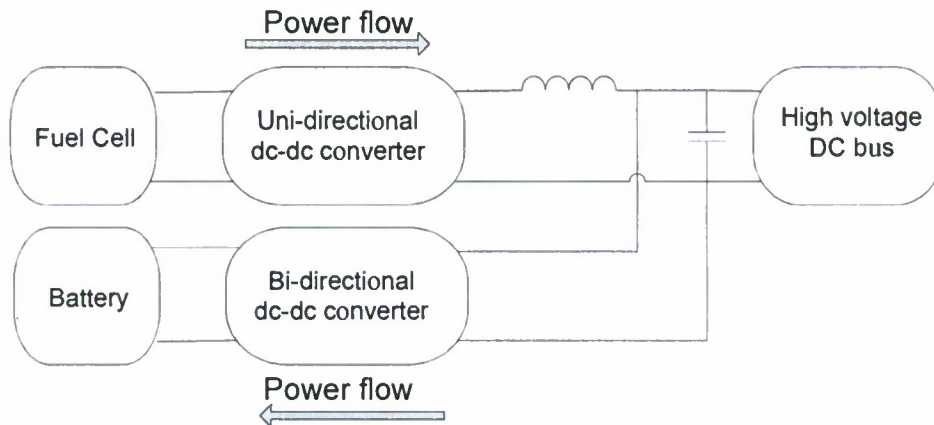 Power flow
Fuel Cell
Uni-directional
dc-dc converter
High voltage
DC bus
Battery
Bi-directional
dc-dc converter
Power flow